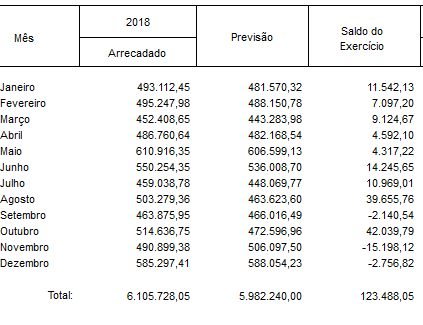 Mês 2018 Previsão Saldo do Exercício
Arrecadado
Janeiro 493.112,45 481.570,32 11.542,13
Fevereiro 495.247,98 488.150,78 7.097,20
Março 452.408,65 443.283,98 9.124,67
Abril 486.760,64 482.168,54 4.592,10
Maio 610.916,35 606.599,13 4.317,22
Junho 550.254,35 536.008,70 14.245,65
Julho 459.038,78 448.069,77 10.969,01
Agosto 503.279,36 463.623,60 39.655,76
Setembro 463.875,95 466.016,49 -2.140,54
Outubro 514.636,75 472.596,96 42.039,79
Novembro 490.899,38 506.097,50 -15.198,12
Dezembro 585.297,41 588.054,23 -2.756,82
Total: 6.105.728,05 5.982.240,00 123.488,05